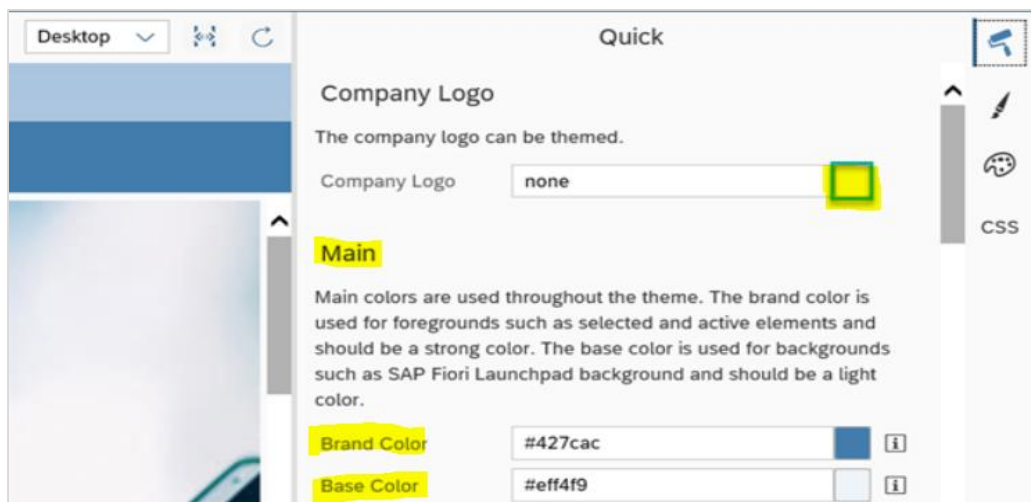 Desktop
Quick
Company Logo
The company logo can be themed.
Company Logo
none
Main
Main colors are used throughout the theme. The brand color is
used for foregrounds such as selected and active elements and
should be a strong color. The base color is used for backgrounds
such as SAP Fiori Launchpad background and should be a light
color.
Brand Color
#427cac
Base Color
#eff4f9
CSS